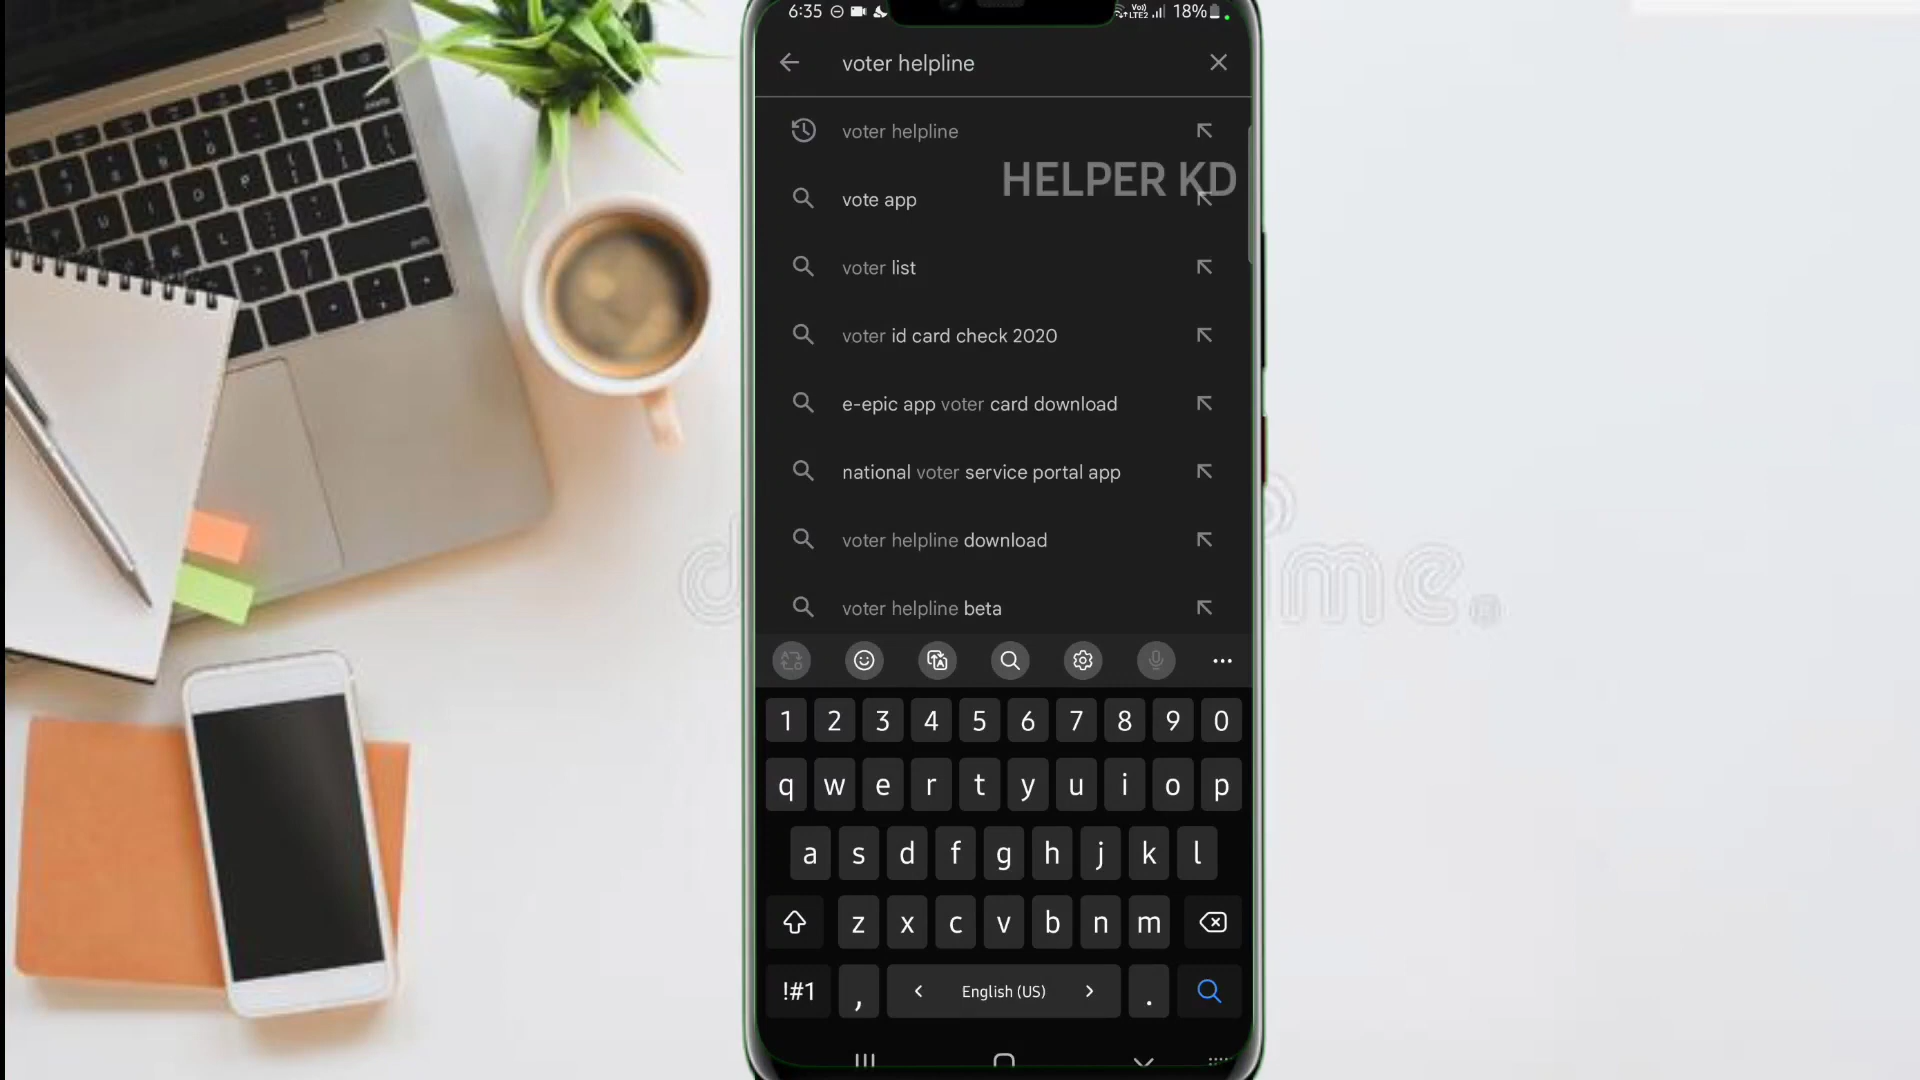 6:35 18%
voter helpline
voter helpline
HELPER KD
vote app
voter list
voter id card check 2020
e-epic app voter card download
national voter service portal app
voter helpline download
voter helpline beta
1 2 3 4 5 6 7 8 9 0
q w e r t y u i o p
a s d f g h j k l
z x c v b n m
!#1 , < English (US) > .